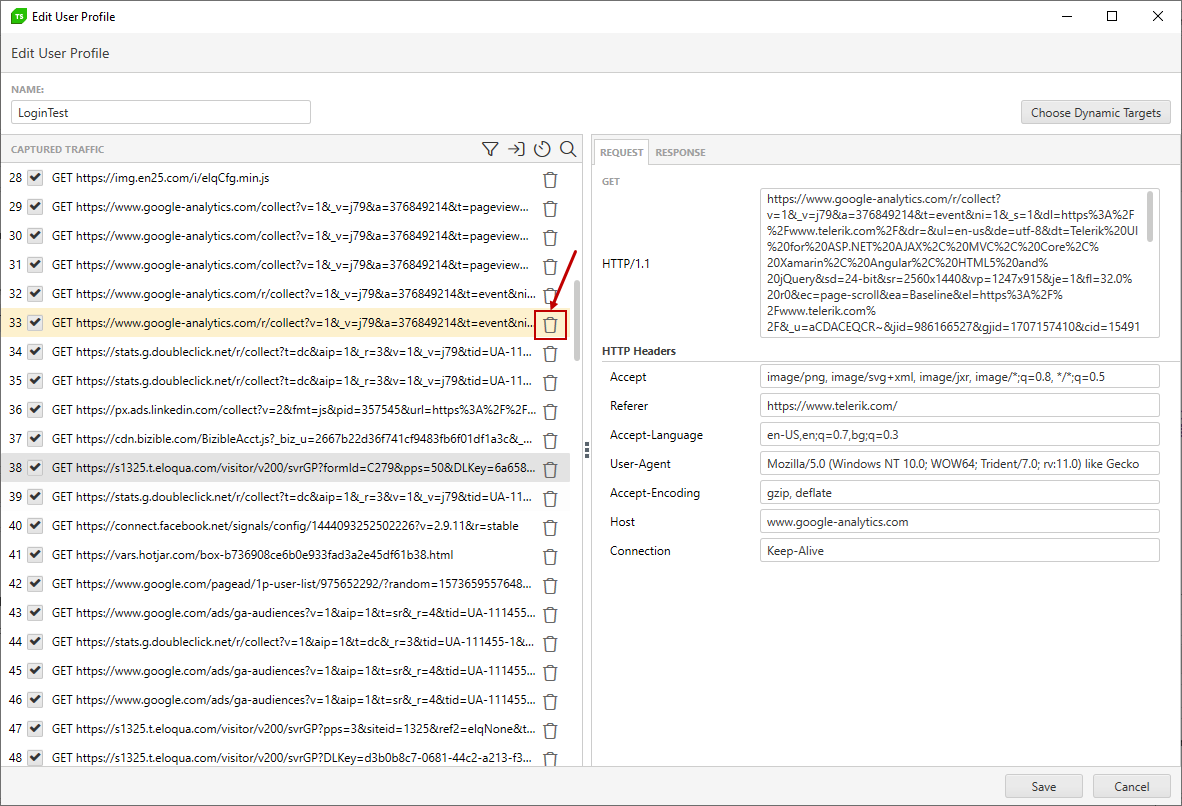 TS Edit User Profile
Edit User Profile
NAME:
LoginTest
Choose Dynamic Targets
CAPTURED TRAFFIC
28 GET https://img.en25.com/i/elqCfg.min.js
29 GET https://www.google-analytics.com/collect?v=1&_v=j79&a=376849214&t=pageview...
30 GET https://www.google-analytics.com/collect?v=1&_v=j79&a=376849214&t=pageview...
31 GET https://www.google-analytics.com/collect?v=1&_v=j79&a=376849214&t=pageview...
32 GET https://www.google-analytics.com/r/collect?v=1&_v=j79&a=376849214&t=event&ni...
33 GET https://www.google-analytics.com/r/collect?v=1&_v=j79&a=376849214&t=event&ni...
34 GET https://stats.g.doubleclick.net/r/collect?t=dc&aip=1&_r=3&v=1&_v=j79&tid=UA-11...
35 GET https://stats.g.doubleclick.net/r/collect?t=dc&aip=1&_r=3&v=1&_v=j79&tid=UA-11...
36 GET https://px.ads.linkedin.com/collect?v=2&fmt=js&pid=357545&url=https%3A%2F%2F...
37 GET https://cdn.bizible.com/BizibleAcct.js?_biz_u=2667b22d36f741cf9483fb6f01df1a3c&_...
38 GET https://s1325.t.eloqua.com/visitor/v200/svrGP?formId=C279&pps=50&DLKey=6a658...
39 GET https://stats.g.doubleclick.net/r/collect?t=dc&aip=1&_r=3&v=1&_v=j79&tid=UA-11...
40 GET https://connect.facebook.net/signals/config/1444093252502226?v=2.9.11&r=stable
41 GET https://vars.hotjar.com/box-b736908ce6b0e933fad3a2e45df61b38.html
42 GET https://www.google.com/pagead/1p-user-list/975652292/?random=1573659557648...
43 GET https://www.google.com/ads/ga-audiences?v=1&aip=1&t=sr&_r=4&tid=UA-111455...
44 GET https://stats.g.doubleclick.net/r/collect?v=1&aip=1&t=dc&_r=3&tid=UA-111455-1&...
45 GET https://www.google.com/ads/ga-audiences?v=1&aip=1&t=sr&_r=4&tid=UA-111455...
46 GET https://www.google.com/ads/ga-audiences?v=1&aip=1&t=sr&_r=4&tid=UA-111455...
47 GET https://s1325.t.eloqua.com/visitor/v200/svrGP?pps=3&siteid=1325&ref2=elqNone&t...
48 GET https://s1325.t.eloqua.com/visitor/v200/svrGP?DLKey=d3b0b8c7-0681-44c2-a213-f3...
REQUEST RESPONSE
GET
HTTP/1.1
https://www.google-analytics.com/r/collect?
v=1&_v=j79&a=376849214&t=event&ni=1&_s=1&dl=https%3A%2F
%2Fwww.telerik.com%2F&dr=&ul=en-us&de=utf-8&dt=Telerik%20UI
%20for%20ASP.NET%20AJAX%2C%20MVC%2C%20Core%2C%
20Xamarin%2C%20Angular%2C%20HTML5%20and%
20jQuery&sd=24-bit&sr=2560x1440&vp=1247x915&je=1&fl=32.0%
20r0&ec=page-scroll&ea=Baseline&el=https%3A%2F%
2Fwww.telerik.com%
2F&_u=aCDACEQCR~&jid=986166527&gjid=1707157410&cid=15491
HTTP Headers
Accept image/png, image/svg+xml, image/jxr, image/*;q=0.8, */*;q=0.5
Referer https://www.telerik.com/
Accept-Language en-US,en;q=0.7,bg;q=0.3
User-Agent Mozilla/5.0 (Windows NT 10.0; WOW64; Trident/7.0; rv:11.0) like Gecko
Accept-Encoding gzip, deflate
Host www.google-analytics.com
Connection Keep-Alive
Save Cancel